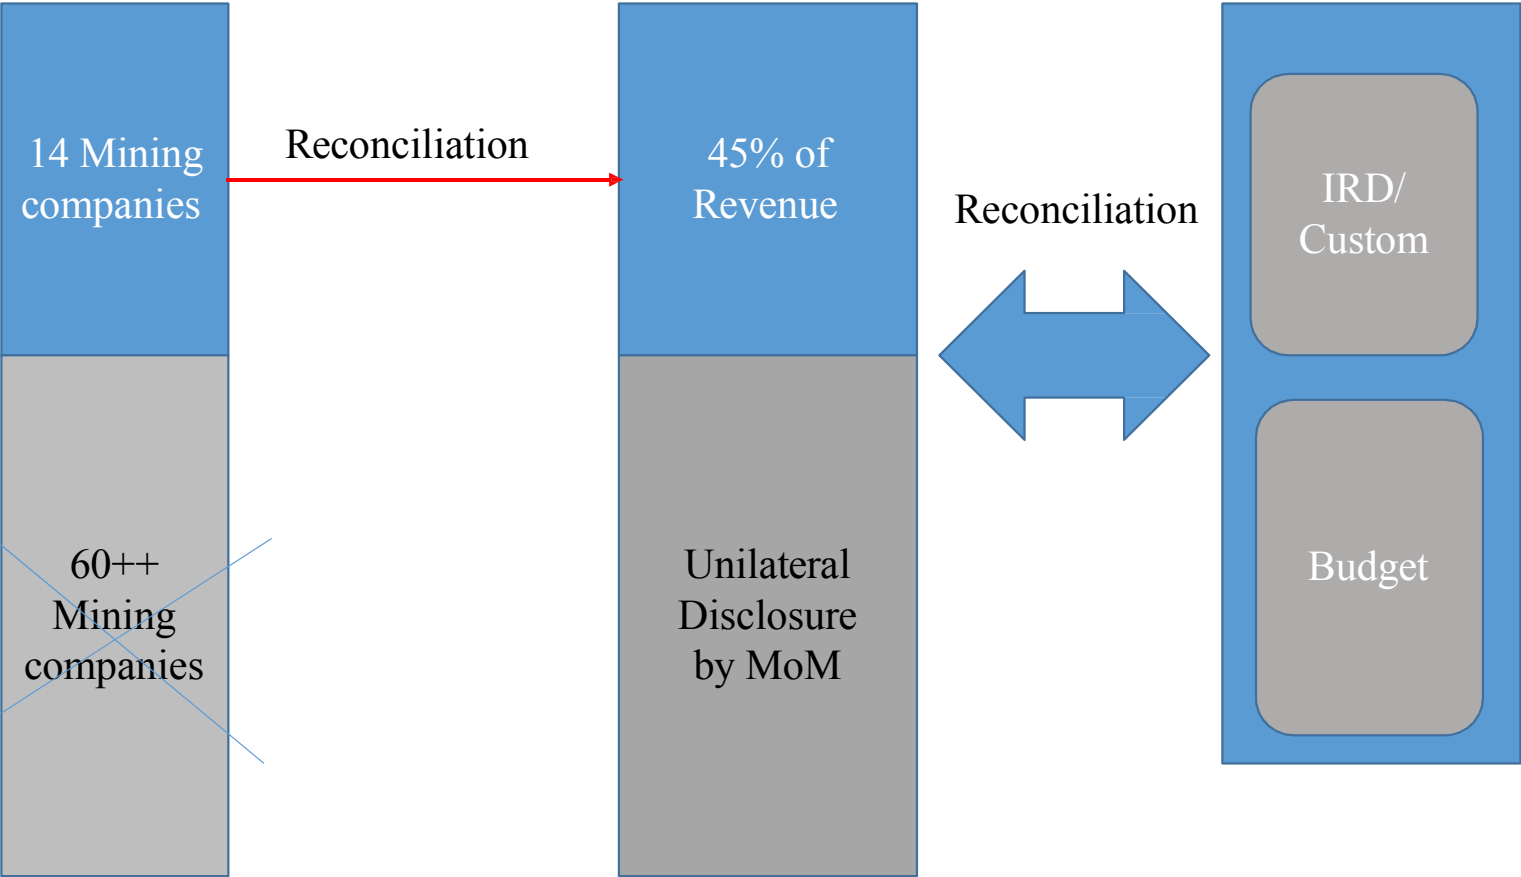 14 Mining
companies
Reconciliation
45% of
Revenue
Reconciliation
IRD/
Custom
60++
Mining
companies
Unilateral
Disclosure
by MoM
Budget